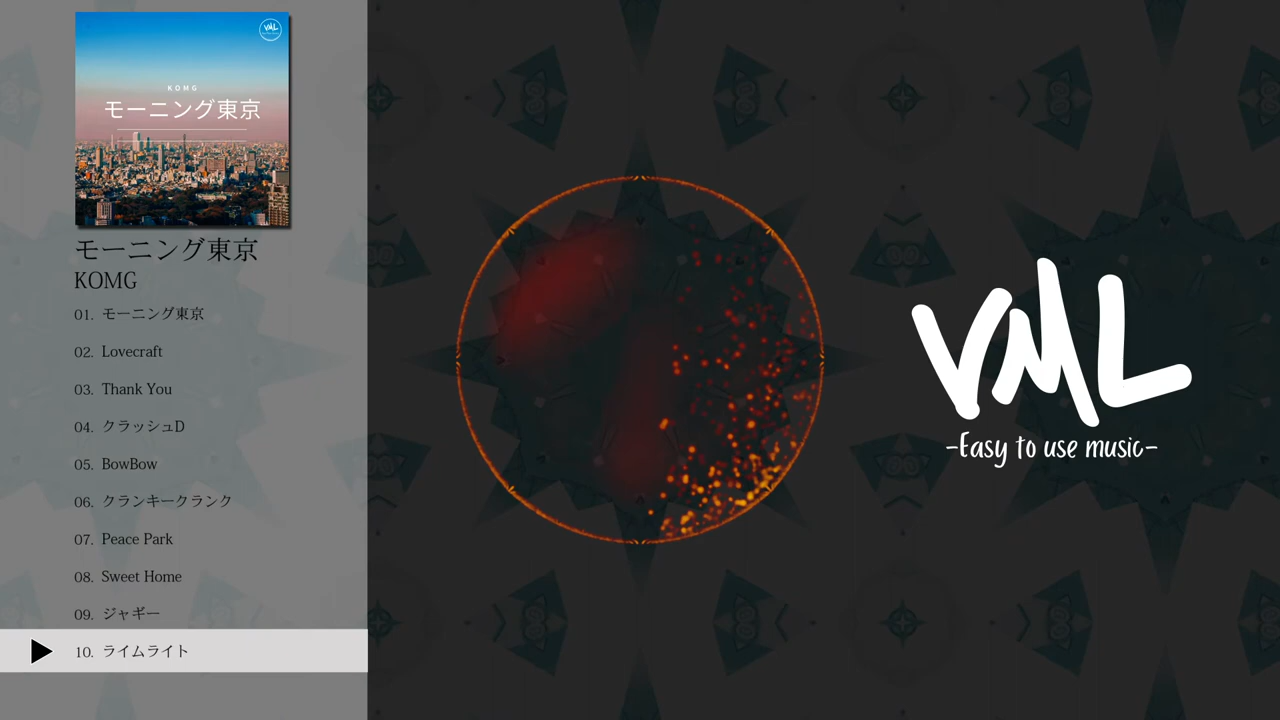 VML
KOMG
モーニング東京
モーニング東京
KOMG
01. モーニング東京
02. Lovecraft
03. Thank You
04. クラッシュD
05. BowBow
06. クランキークランク
07. Peace Park
08. Sweet Home
09. ジャギー
10. ライムライト
VML
-Easy to use music-